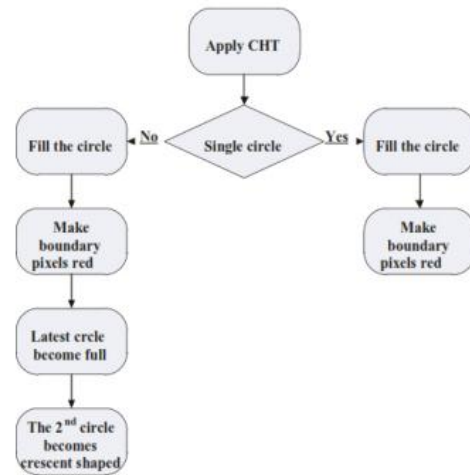 Apply CHT
No
Single circle
Yes
Fill the circle
Fill the circle
Make
boundary
pixels red
Make
boundary
pixels red
Latest crcle
become full
The 2nd circle
becomes
crescent shaped